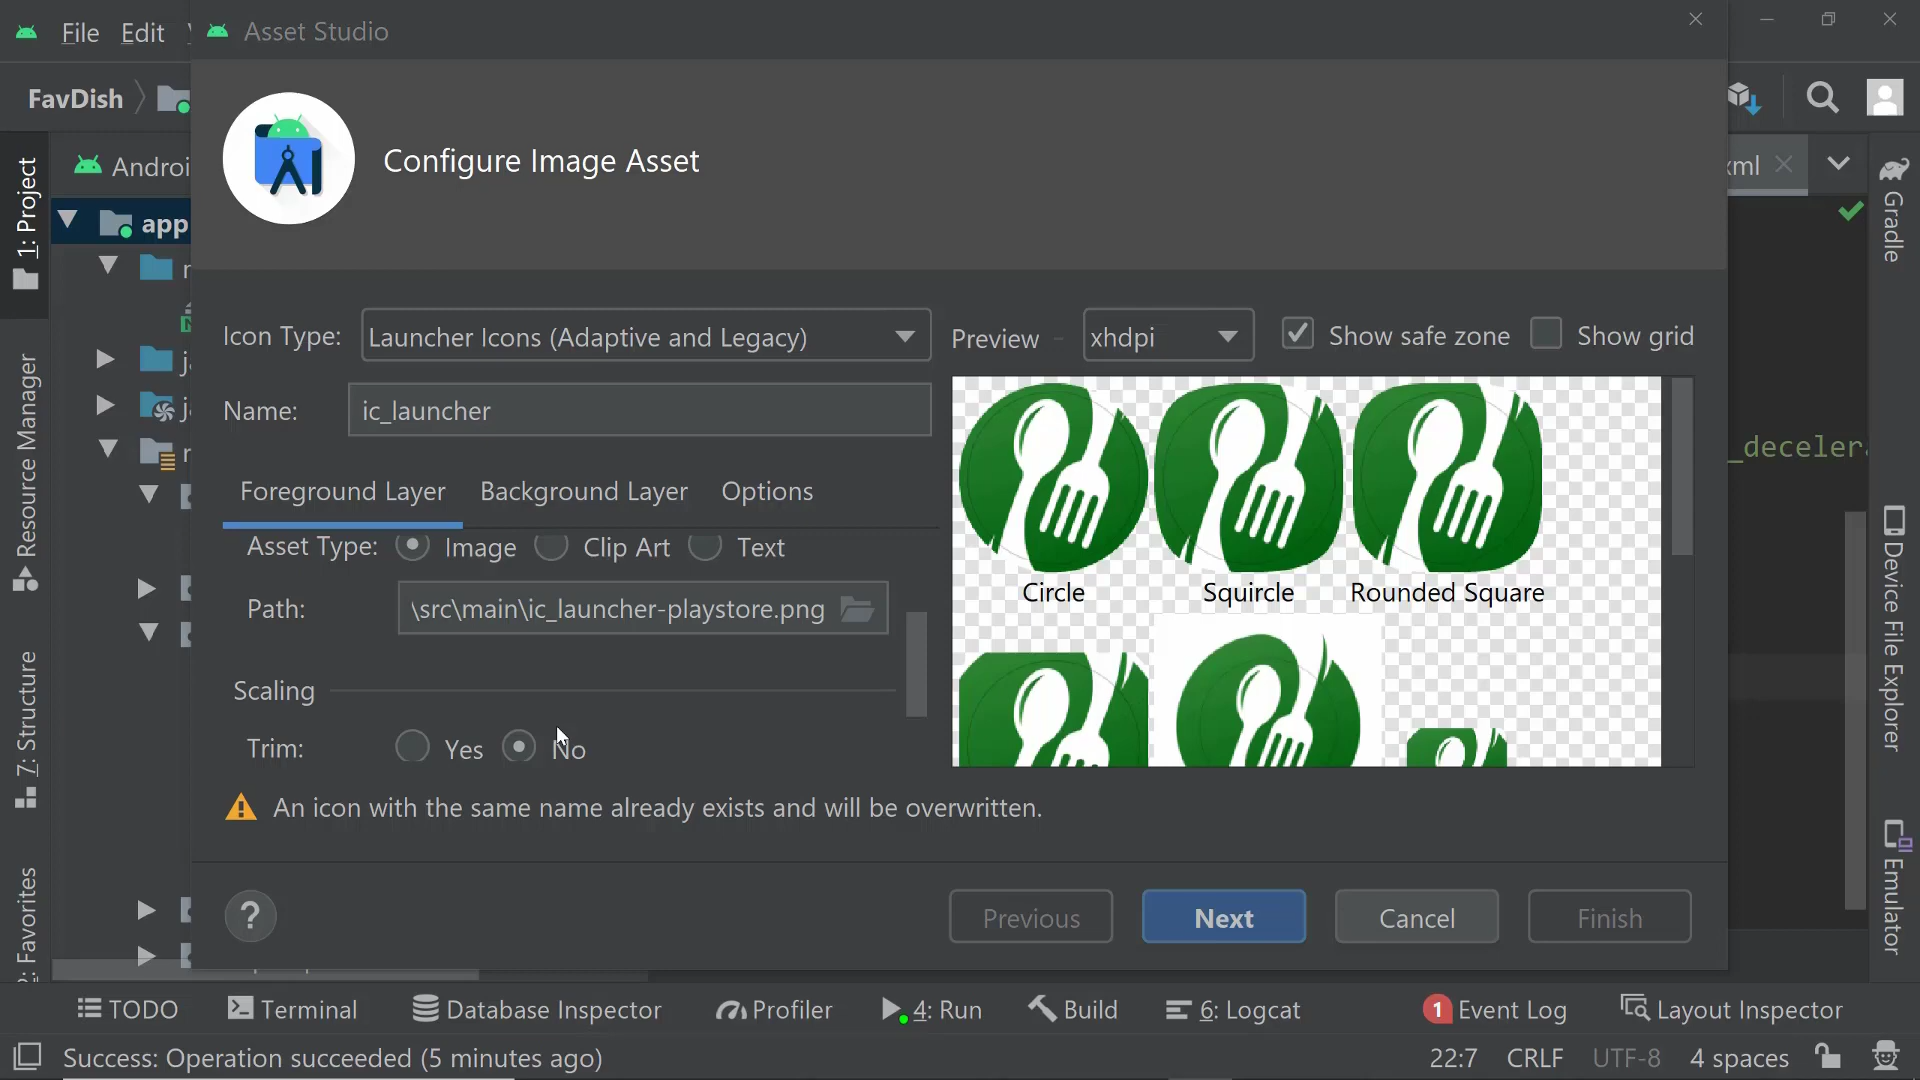 File Edit
Asset Studio
FavDish
Configure Image Asset
Androi
xml
1: Project
app
Gradle
Icon Type: Launcher Icons (Adaptive and Legacy)
Preview xhdpi Show safe zone Show grid
Name: ic_launcher
Resource Manager
_deceler
Foreground Layer Background Layer Options
Asset Type: Image Clip Art Text
Path: \src\main\ic_launcher-playstore.png
Circle Squircle Rounded Square
Device File Explorer
Scaling
7: Structure
Trim: Yes No
An icon with the same name already exists and will be overwritten.
Favorites
Emulator
? Previous Next Cancel Finish
TODO Terminal Database Inspector Profiler 4: Run Build 6: Logcat 1 Event Log Layout Inspector
Success: Operation succeeded (5 minutes ago) 22:7 CRLF UTF-8 4 spaces